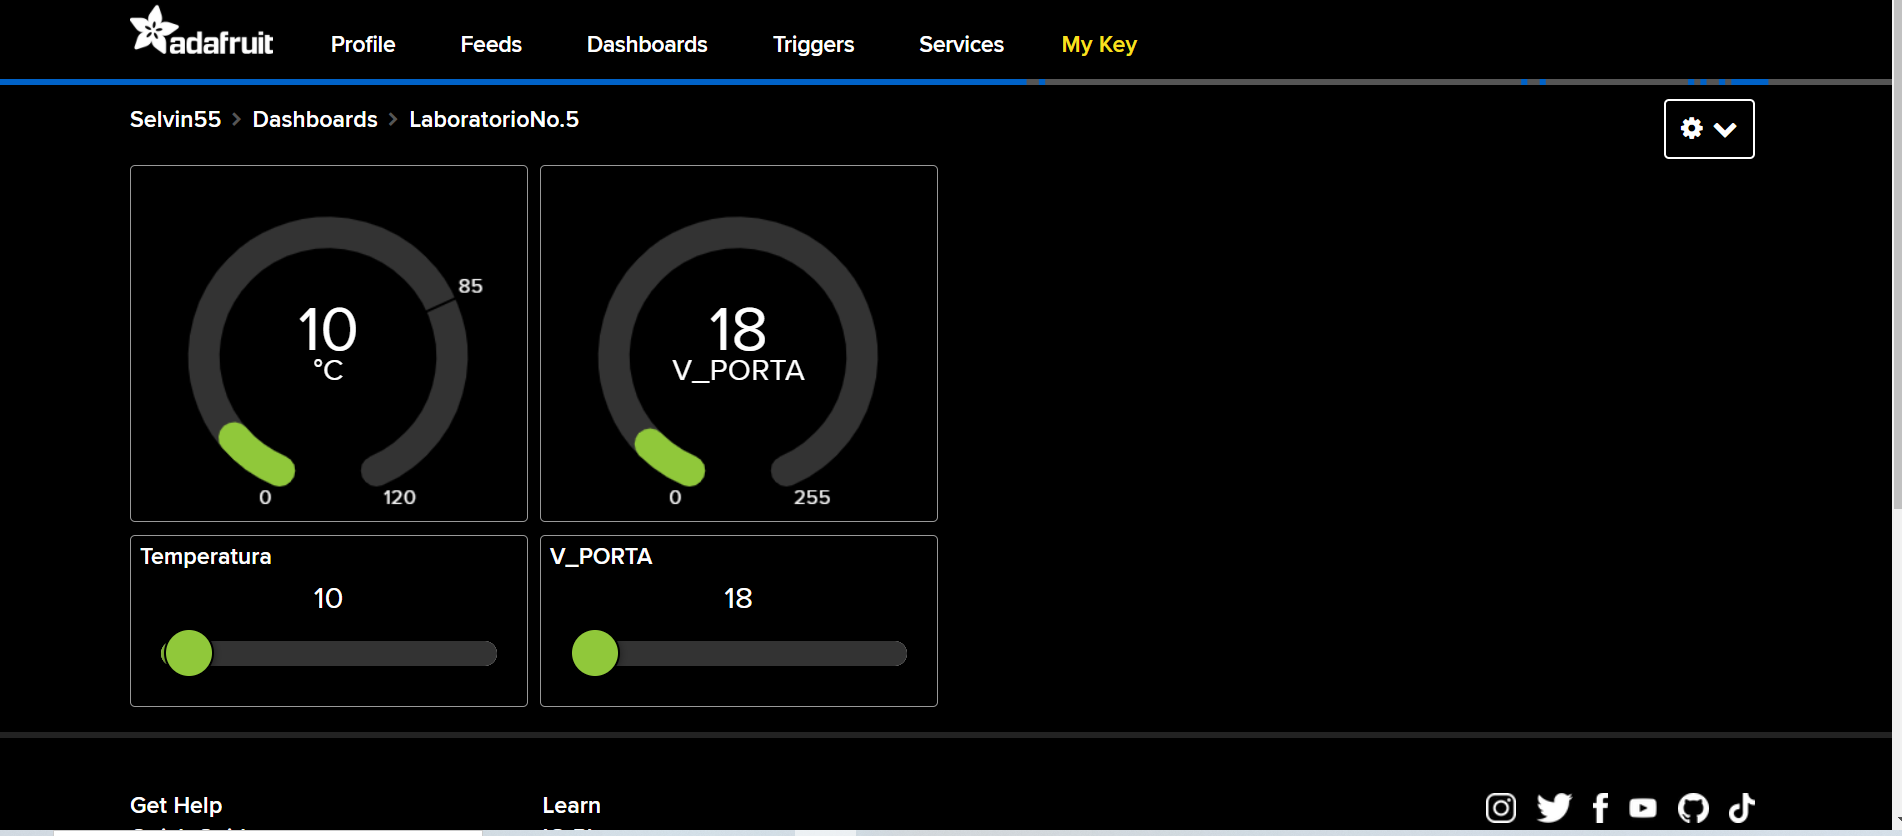 adafruit Profile Feeds Dashboards Triggers Services My Key
Selvin55 > Dashboards > LaboratorioNo.5
85
10
°C
0 120
18
V_PORTA
0 255
Temperatura
10
V_PORTA
18
Get Help Learn